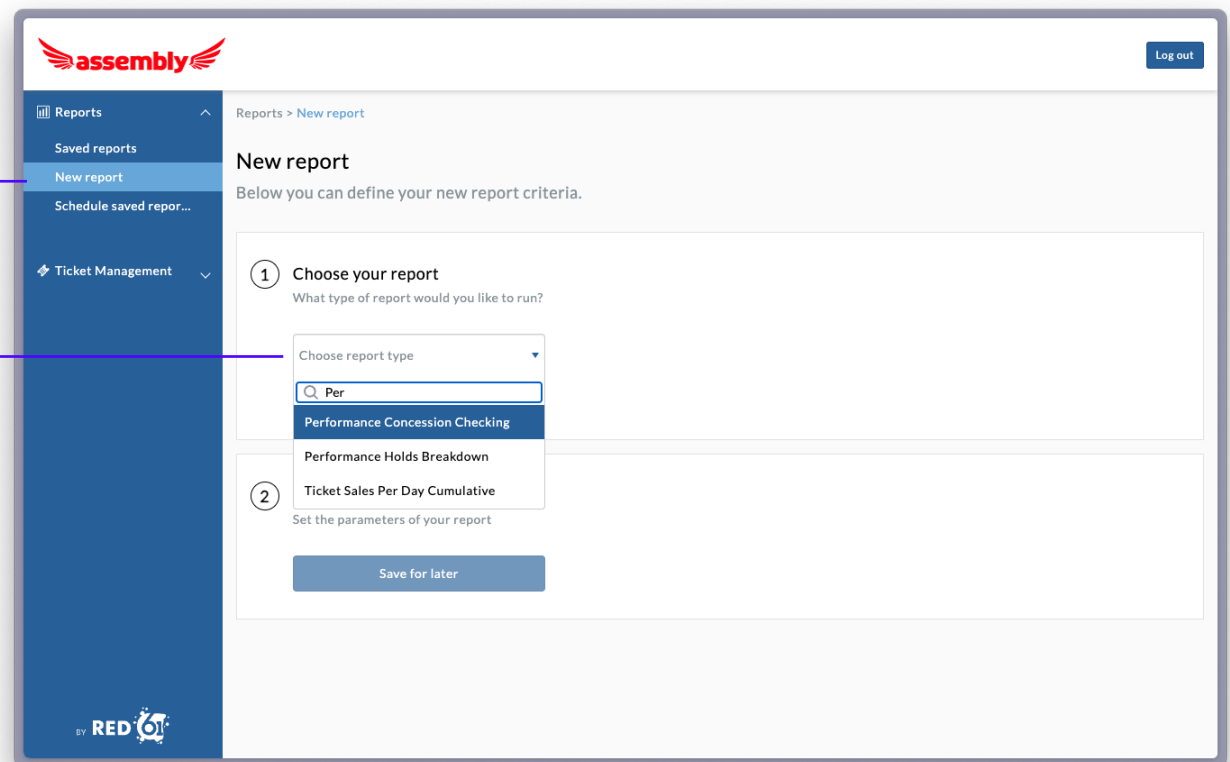 assembly
Log out
Reports
Saved reports
New report
Schedule saved repor...
Ticket Management
BY RED61
Reports > New report
New report
Below you can define your new report criteria.
1 Choose your report
What type of report would you like to run?
Choose report type
Per
Performance Concession Checking
Performance Holds Breakdown
Ticket Sales Per Day Cumulative
2
Set the parameters of your report
Save for later